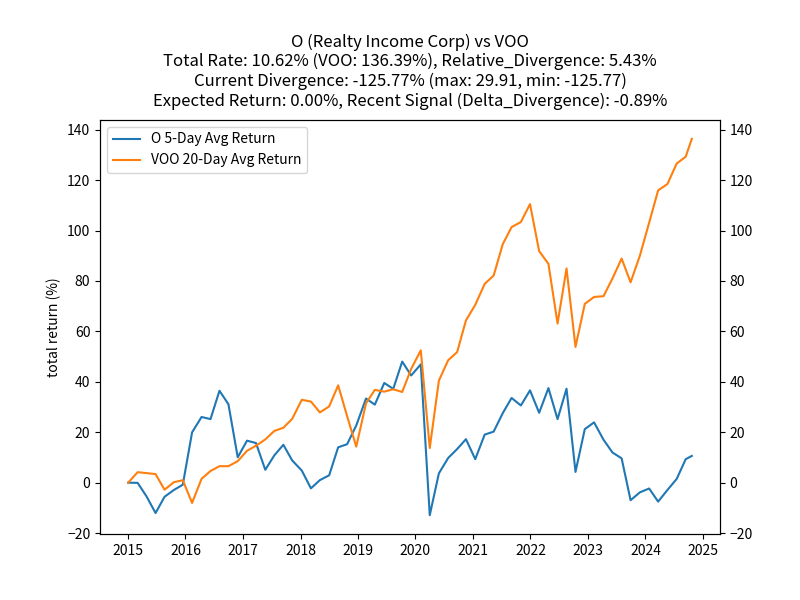 O (Realty Income Corp) vs VOO
Total Rate: 10.62% (VOO: 136.39%), Relative_Divergence: 5.43%
Current Divergence: -125.77% (max: 29.91, min: -125.77)
Expected Return: 0.00%, Recent Signal (Delta_Divergence): -0.89%
O 5-Day Avg Return
VOO 20-Day Avg Return
total return (%)
140
120
100
80
60
40
20
0
−20
140
120
100
80
60
40
20
0
−20
2015 2016 2017 2018 2019 2020 2021 2022 2023 2024 2025